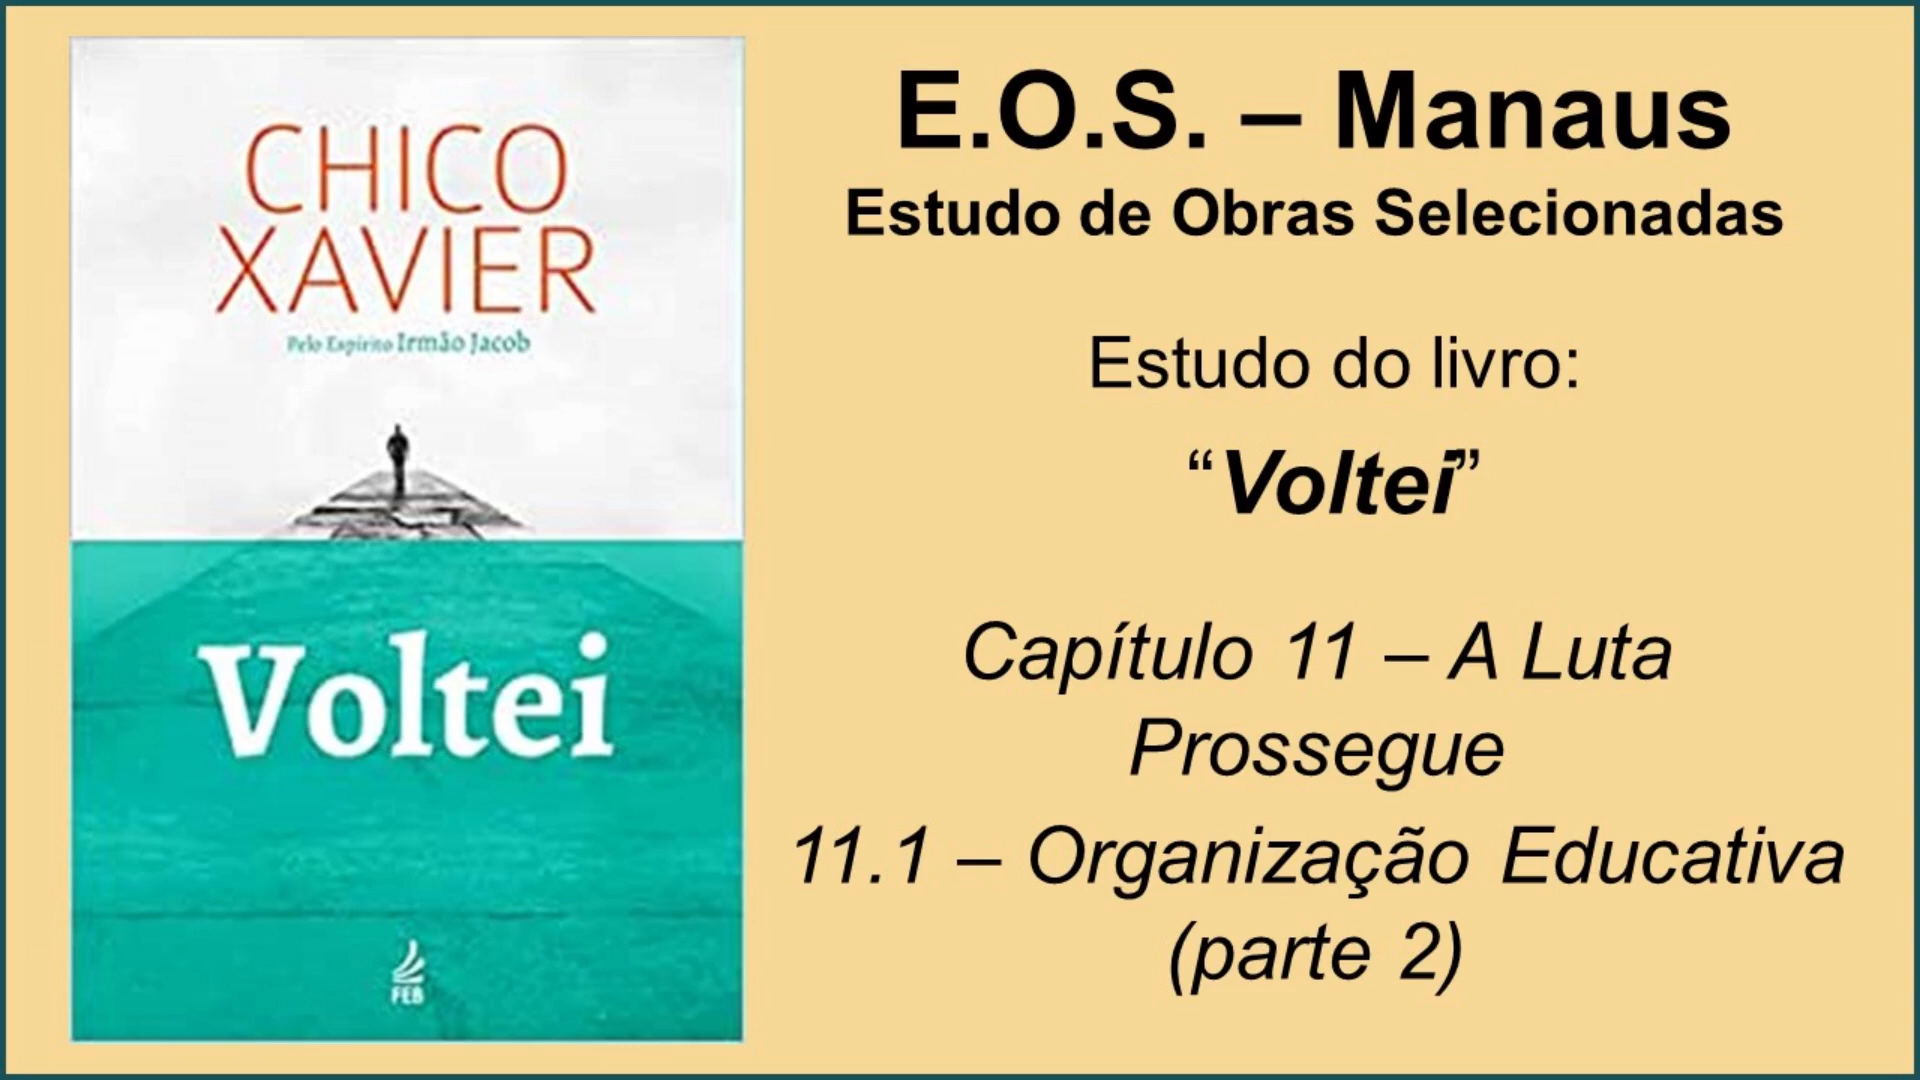 CHICO
XAVIER
Pelo Espírito Irmão Jacob
Voltei
FEB
E.O.S. – Manaus
Estudo de Obras Selecionadas
Estudo do livro:
“Voltei”
Capítulo 11 – A Luta
Prossegue
11.1 – Organização Educativa
(parte 2)